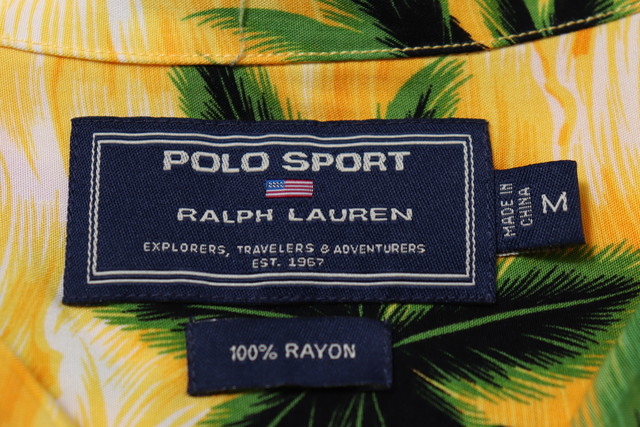 POLO SPORT
RALPH LAUREN
EXPLORERS, TRAVELERS & ADVENTURERS
EST. 1967
MADE IN
CHINA
M
100% RAYON